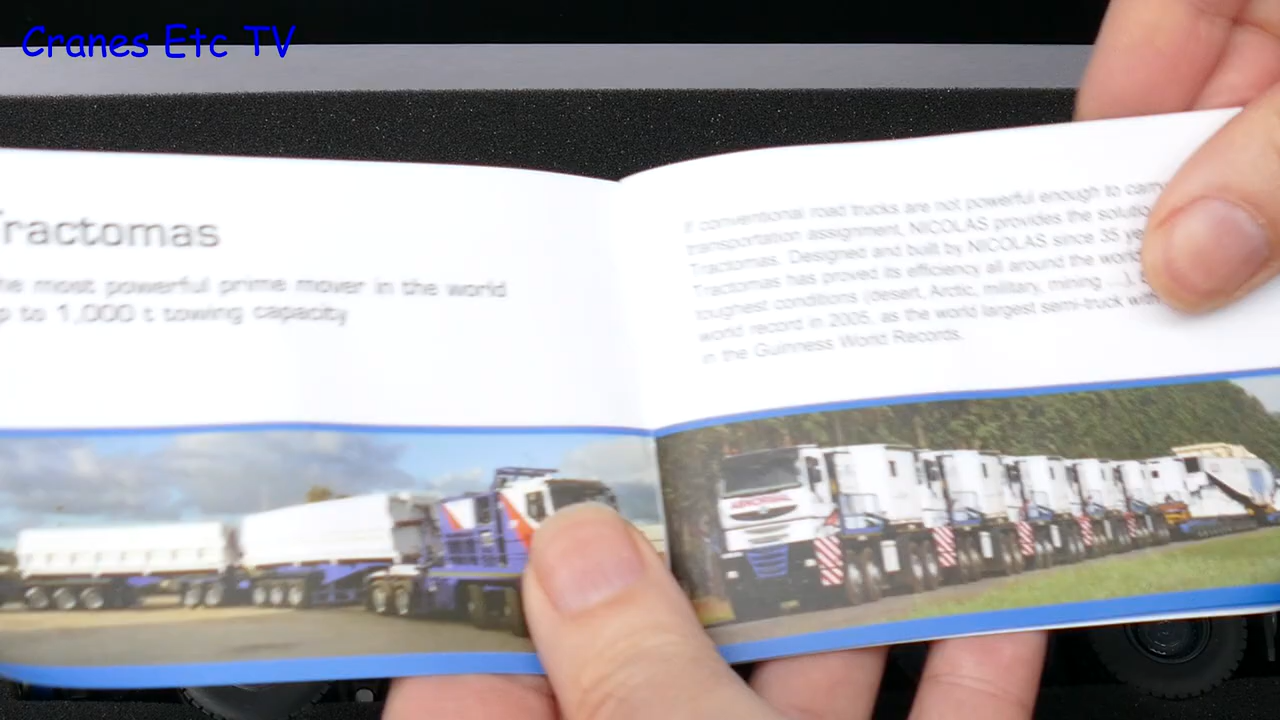 Cranes Etc TV
Tractomas
he most powerful prime mover in the world
p to 1,000 t towing capacity
If conventional road trucks are not powerful enough to carry
transportation assignment, NICOLAS provides the solutio
Tractomas. Designed and built by NICOLAS since 35 ye
Tractomas has proved its efficiency all around the world
toughest conditions (desert, Arctic, military, mining ...).
world record in 2005, as the world largest semi-truck with
in the Guinness World Records.